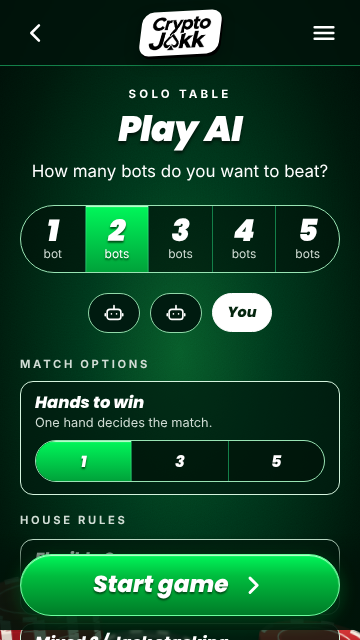 Crypto
Jokk
SOLO TABLE
Play AI
How many bots do you want to beat?
1 2 3 4 5
bot bots bots bots bots
You
MATCH OPTIONS
Hands to win
One hand decides the match.
1 3 5
HOUSE RULES
Start game